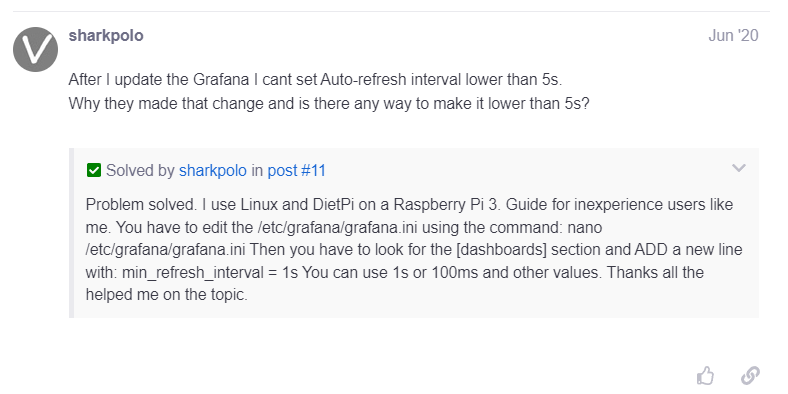 sharkpolo
Jun '20
After I update the Grafana I cant set Auto-refresh interval lower than 5s.
Why they made that change and is there any way to make it lower than 5s?
Solved by sharkpolo in post #11
Problem solved. I use Linux and DietPi on a Raspberry Pi 3. Guide for inexperience users like
me. You have to edit the /etc/grafana/grafana.ini using the command: nano
/etc/grafana/grafana.ini Then you have to look for the [dashboards] section and ADD a new line
with: min_refresh_interval = 1s You can use 1s or 100ms and other values. Thanks all the
helped me on the topic.